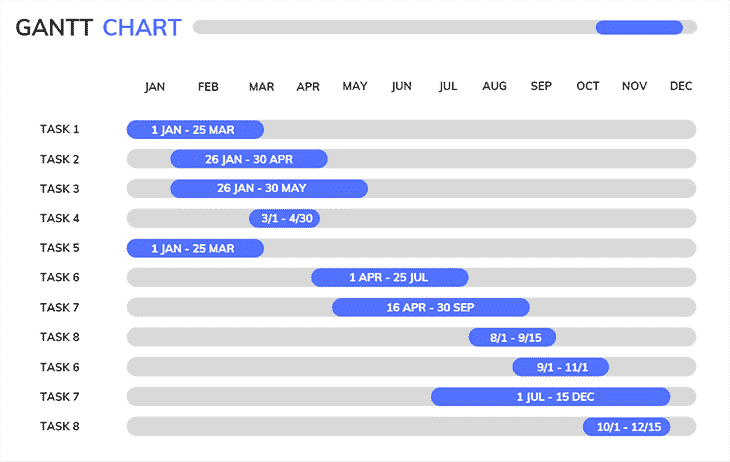 GANTT CHART
JAN FEB MAR APR MAY JUN JUL AUG SEP OCT NOV DEC
TASK 1 1 JAN - 25 MAR
TASK 2 26 JAN - 30 APR
TASK 3 26 JAN - 30 MAY
TASK 4 3/1 - 4/30
TASK 5 1 JAN - 25 MAR
TASK 6 1 APR - 25 JUL
TASK 7 16 APR - 30 SEP
TASK 8 8/1 - 9/15
TASK 6 9/1 - 11/1
TASK 7 1 JUL - 15 DEC
TASK 8 10/1 - 12/15